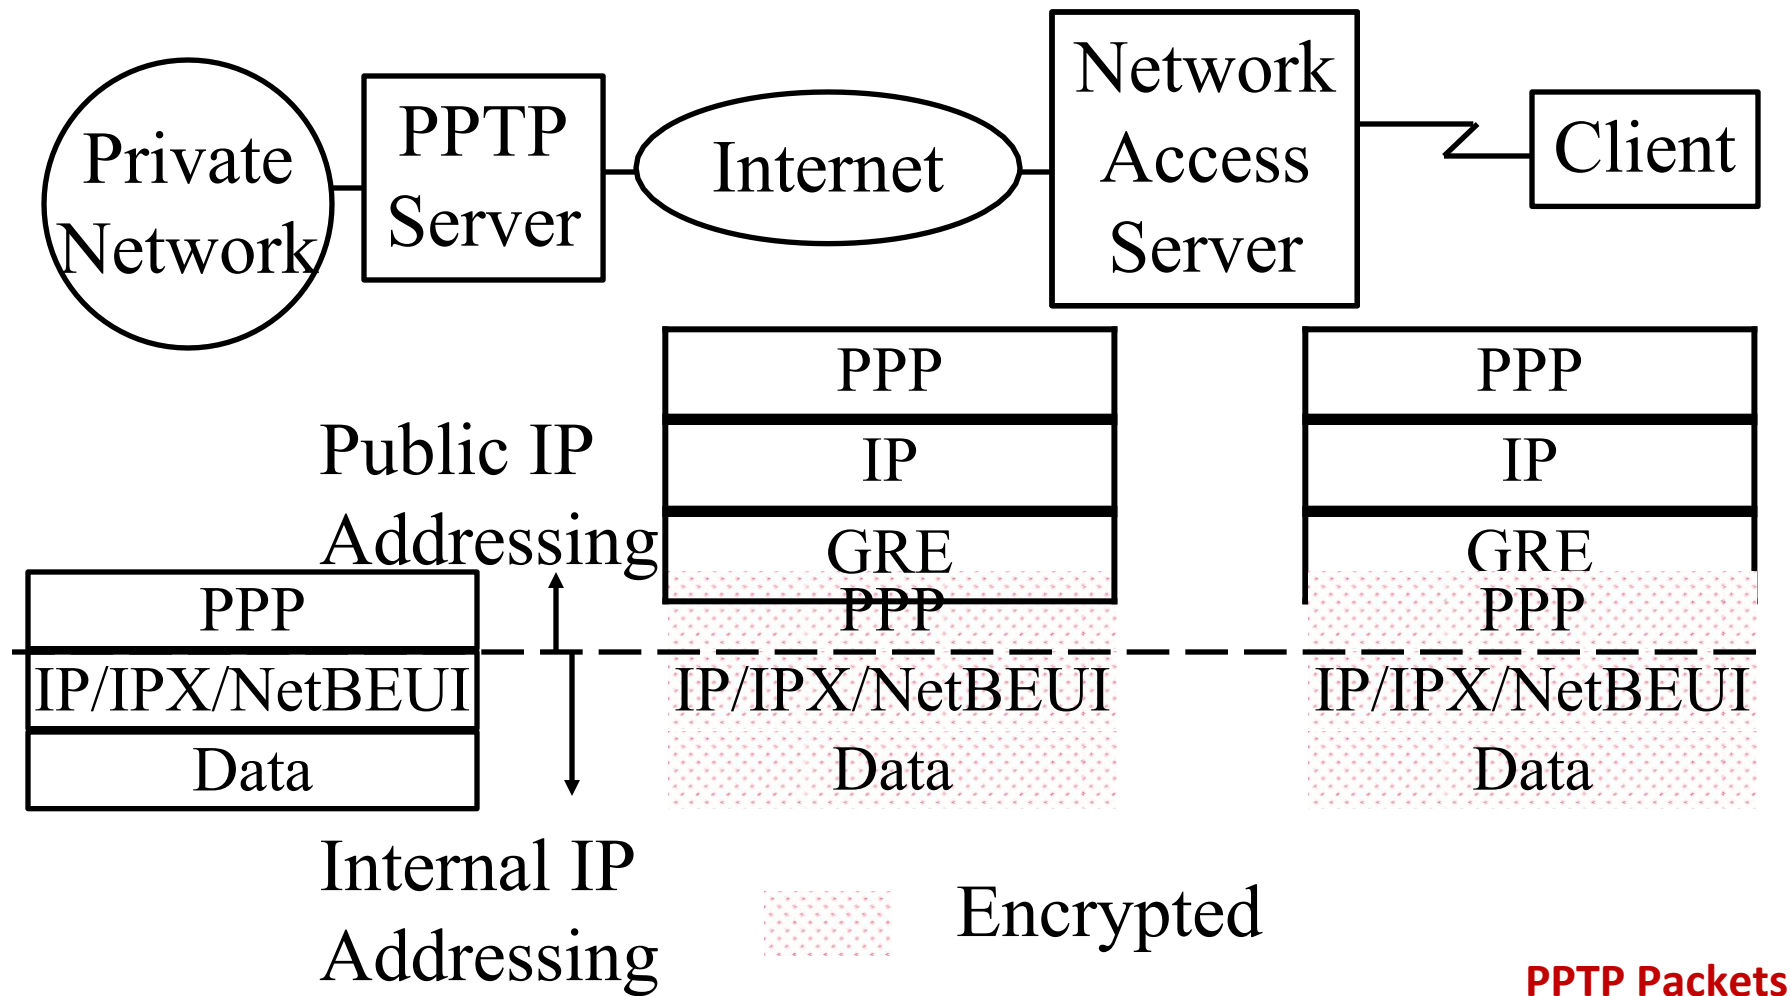 Private
Network
PPTP
Server
Internet
Network
Access
Server
Client
Public IP
Addressing
PPP
IP/IPX/NetBEUI
Data
PPP
IP
GRE
PPP
IP/IPX/NetBEUI
Data
PPP
IP
GRE
PPP
IP/IPX/NetBEUI
Data
Internal IP
Addressing
Encrypted
PPTP Packets